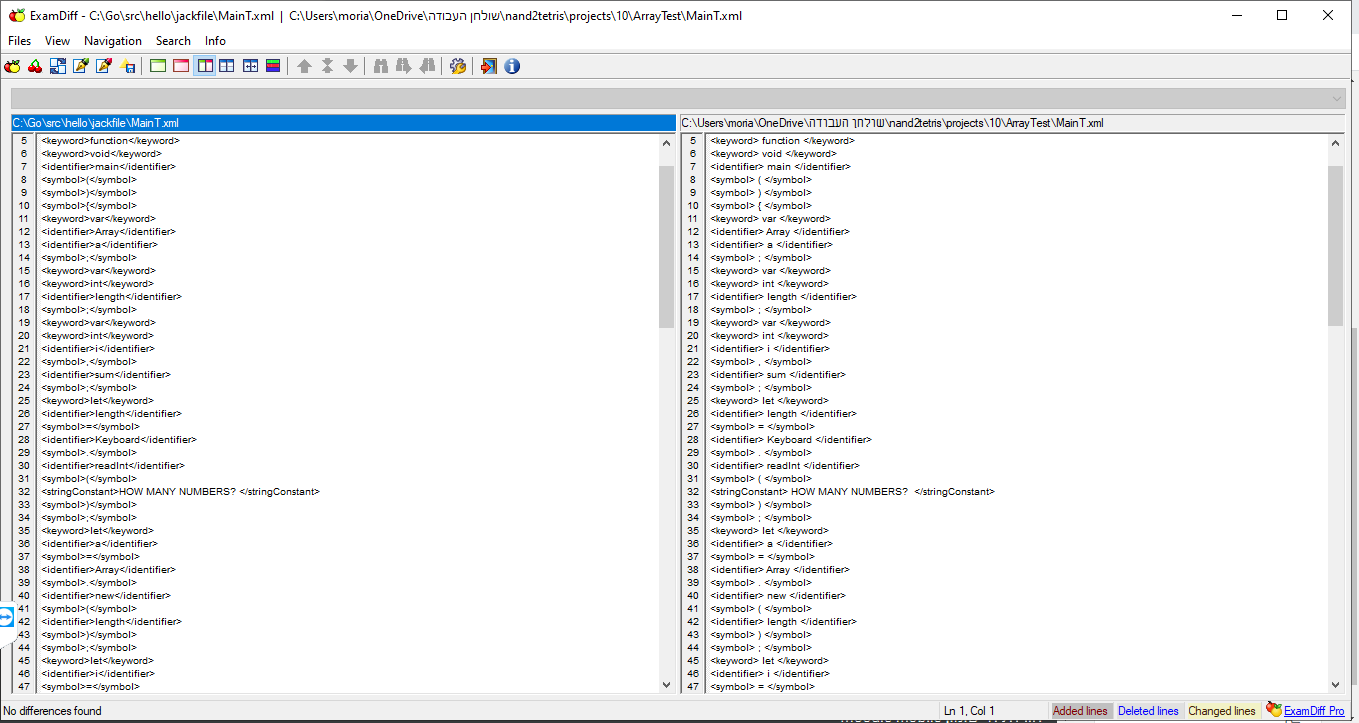 ExamDiff - C:\Go\src\hello\jackfile\MainT.xml | C:\Users\moria\OneDrive\שולחן העבודה\nand2tetris\projects\10\ArrayTest\MainT.xml
Files View Navigation Search Info
C:\Go\src\hello\jackfile\MainT.xml
5 <keyword>function</keyword>
6 <keyword>void</keyword>
7 <identifier>main</identifier>
8 <symbol>(</symbol>
9 <symbol>)</symbol>
10 <symbol>{</symbol>
11 <keyword>var</keyword>
12 <identifier>Array</identifier>
13 <identifier>a</identifier>
14 <symbol>;</symbol>
15 <keyword>var</keyword>
16 <keyword>int</keyword>
17 <identifier>length</identifier>
18 <symbol>;</symbol>
19 <keyword>var</keyword>
20 <keyword>int</keyword>
21 <identifier>i</identifier>
22 <symbol>,</symbol>
23 <identifier>sum</identifier>
24 <symbol>;</symbol>
25 <keyword>let</keyword>
26 <identifier>length</identifier>
27 <symbol>=</symbol>
28 <identifier>Keyboard</identifier>
29 <symbol>.</symbol>
30 <identifier>readInt</identifier>
31 <symbol>(</symbol>
32 <stringConstant>HOW MANY NUMBERS? </stringConstant>
33 <symbol>)</symbol>
34 <symbol>;</symbol>
35 <keyword>let</keyword>
36 <identifier>a</identifier>
37 <symbol>=</symbol>
38 <identifier>Array</identifier>
39 <symbol>.</symbol>
40 <identifier>new</identifier>
41 <symbol>(</symbol>
42 <identifier>length</identifier>
43 <symbol>)</symbol>
44 <symbol>;</symbol>
45 <keyword>let</keyword>
46 <identifier>i</identifier>
47 <symbol>=</symbol>
C:\Users\moria\OneDrive\שולחן העבודה\nand2tetris\projects\10\ArrayTest\MainT.xml
5 <keyword> function </keyword>
6 <keyword> void </keyword>
7 <identifier> main </identifier>
8 <symbol> ( </symbol>
9 <symbol> ) </symbol>
10 <symbol> { </symbol>
11 <keyword> var </keyword>
12 <identifier> Array </identifier>
13 <identifier> a </identifier>
14 <symbol> ; </symbol>
15 <keyword> var </keyword>
16 <keyword> int </keyword>
17 <identifier> length </identifier>
18 <symbol> ; </symbol>
19 <keyword> var </keyword>
20 <keyword> int </keyword>
21 <identifier> i </identifier>
22 <symbol> , </symbol>
23 <identifier> sum </identifier>
24 <symbol> ; </symbol>
25 <keyword> let </keyword>
26 <identifier> length </identifier>
27 <symbol> = </symbol>
28 <identifier> Keyboard </identifier>
29 <symbol> . </symbol>
30 <identifier> readInt </identifier>
31 <symbol> ( </symbol>
32 <stringConstant> HOW MANY NUMBERS?  </stringConstant>
33 <symbol> ) </symbol>
34 <symbol> ; </symbol>
35 <keyword> let </keyword>
36 <identifier> a </identifier>
37 <symbol> = </symbol>
38 <identifier> Array </identifier>
39 <symbol> . </symbol>
40 <identifier> new </identifier>
41 <symbol> ( </symbol>
42 <identifier> length </identifier>
43 <symbol> ) </symbol>
44 <symbol> ; </symbol>
45 <keyword> let </keyword>
46 <identifier> i </identifier>
47 <symbol> = </symbol>
No differences found Ln 1, Col 1 Added lines Deleted lines Changed lines ExamDiff Pro